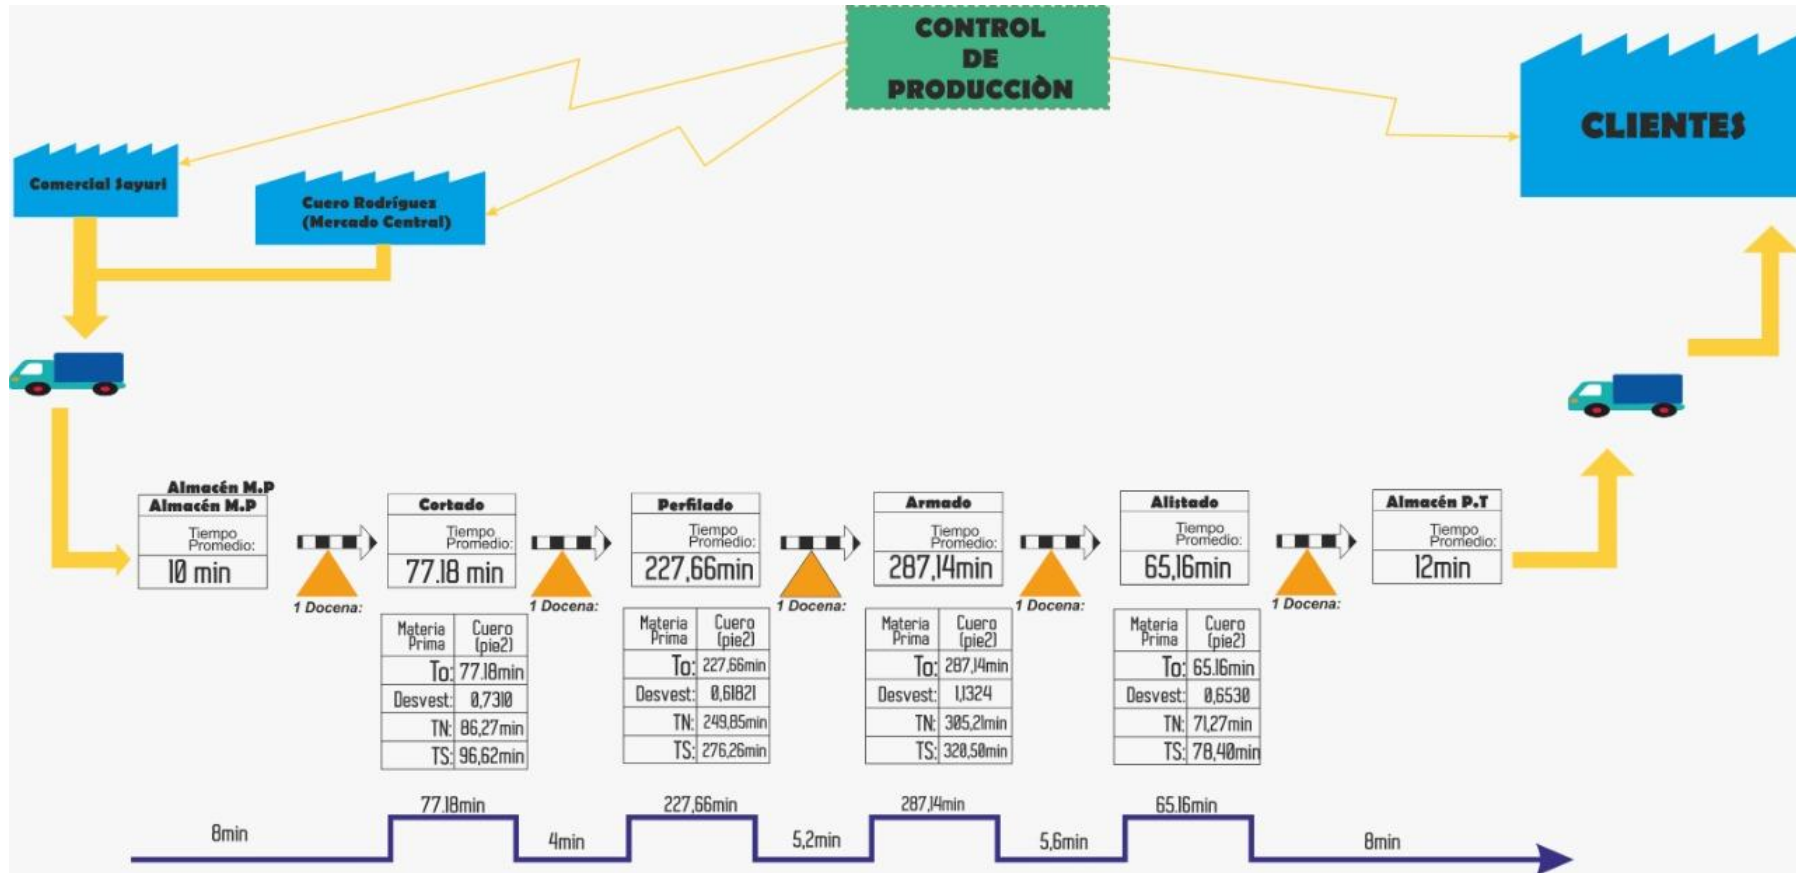 CONTROL
DE
PRODUCCIÒN
CLIENTES
Comercial Sayuri
Cuero Rodríguez
(Mercado Central)
Almacén M.P
Almacén M.P
Tiempo
Promedio:
10 min
1 Docena:
Cortado
Tiempo
Promedio:
77.18 min
1 Docena:
Perfilado
Tiempo
Promedio:
227,66min
1 Docena:
Armado
Tiempo
Promedio:
287,14min
1 Docena:
Alistado
Tiempo
Promedio:
65,16min
1 Docena:
Almacén P.T
Tiempo
Promedio:
12min
Materia
Prima
Cuero
(pie2)
To: 77.18min
Desvest: 0,7310
TN: 86,27min
TS: 96,62min
Materia
Prima
Cuero
(pie2)
To: 227,66min
Desvest: 0,61821
TN: 249,85min
TS: 276,26min
Materia
Prima
Cuero
(pie2)
To: 287,14min
Desvest: 1,1324
TN: 305,21min
TS: 320,50min
Materia
Prima
Cuero
(pie2)
To: 65.16min
Desvest: 0,6530
TN: 71,27min
TS: 78,40min
8min
77.18min
4min
227,66min
5,2min
287,14min
5,6min
65.16min
8min